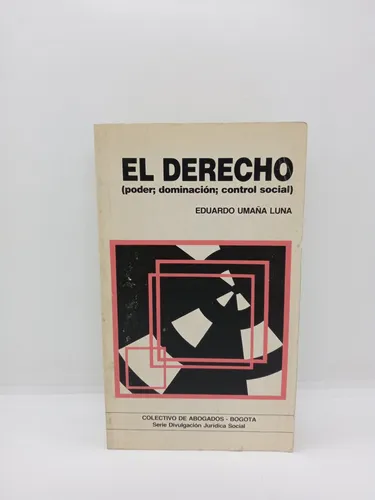 EL DERECHO
(poder; dominación; control social)
EDUARDO UMAÑA LUNA
COLECTIVO DE ABOGADOS - BOGOTA
Serie Divulgación Jurídica Social